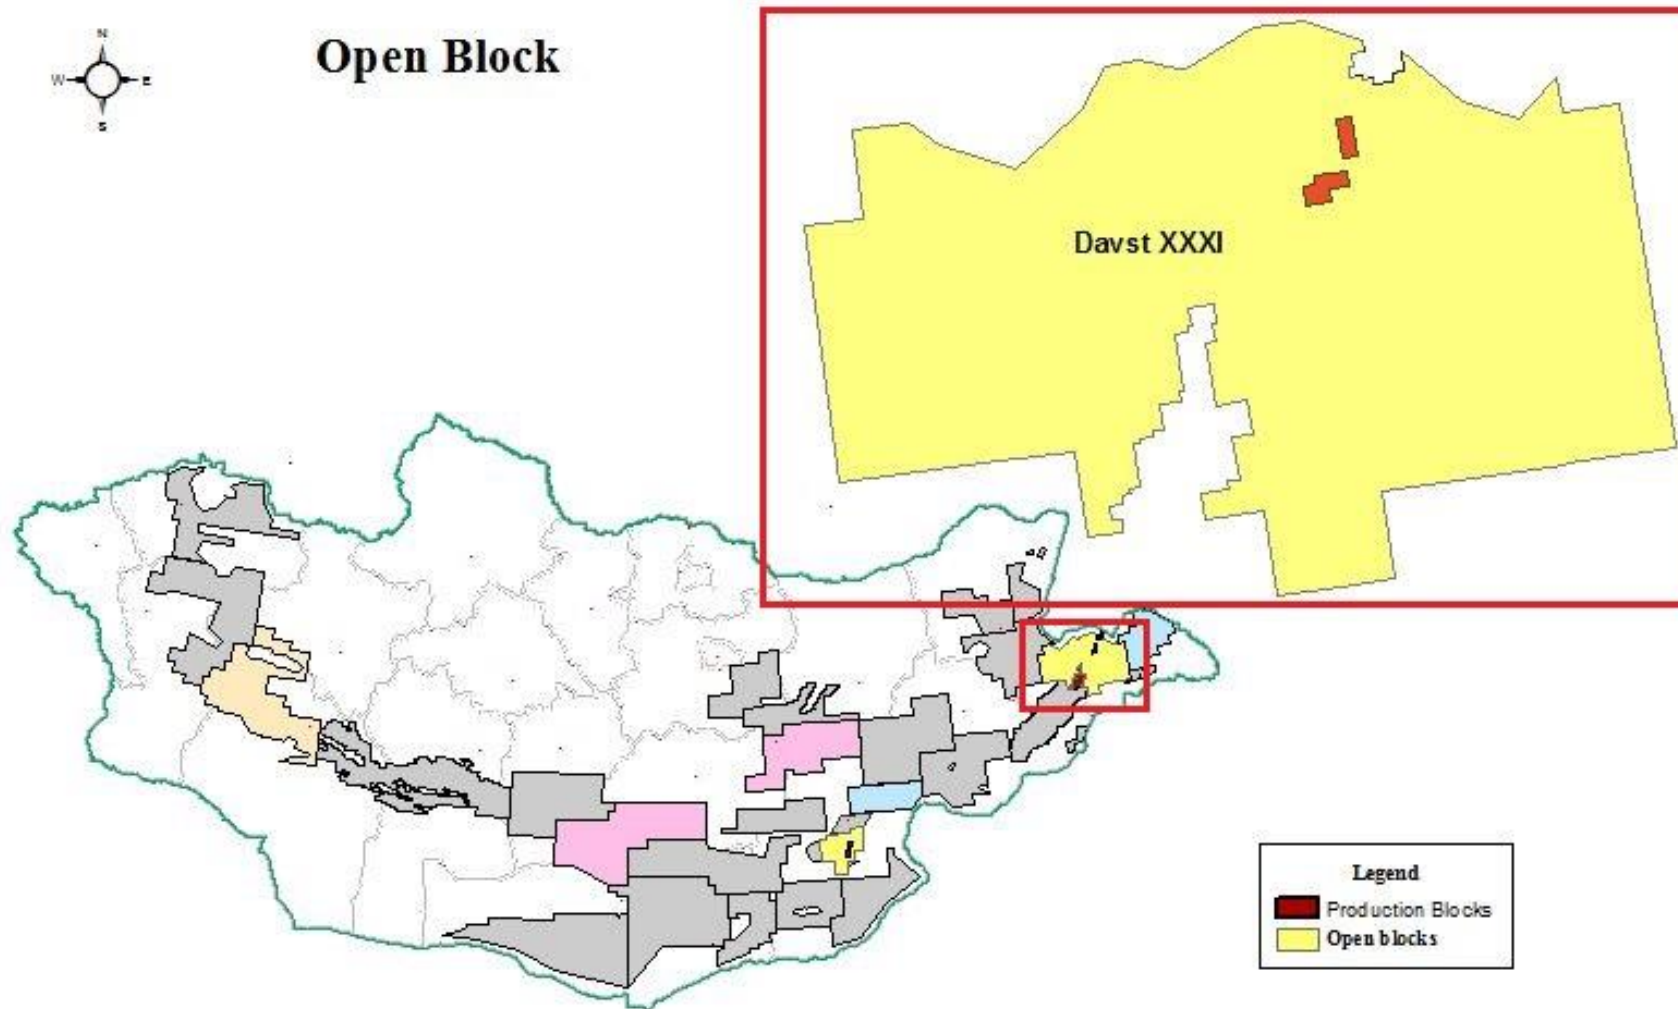 N
W
E
S
Open Block
Davst XXXI
Legend
Production Blocks
Open blocks